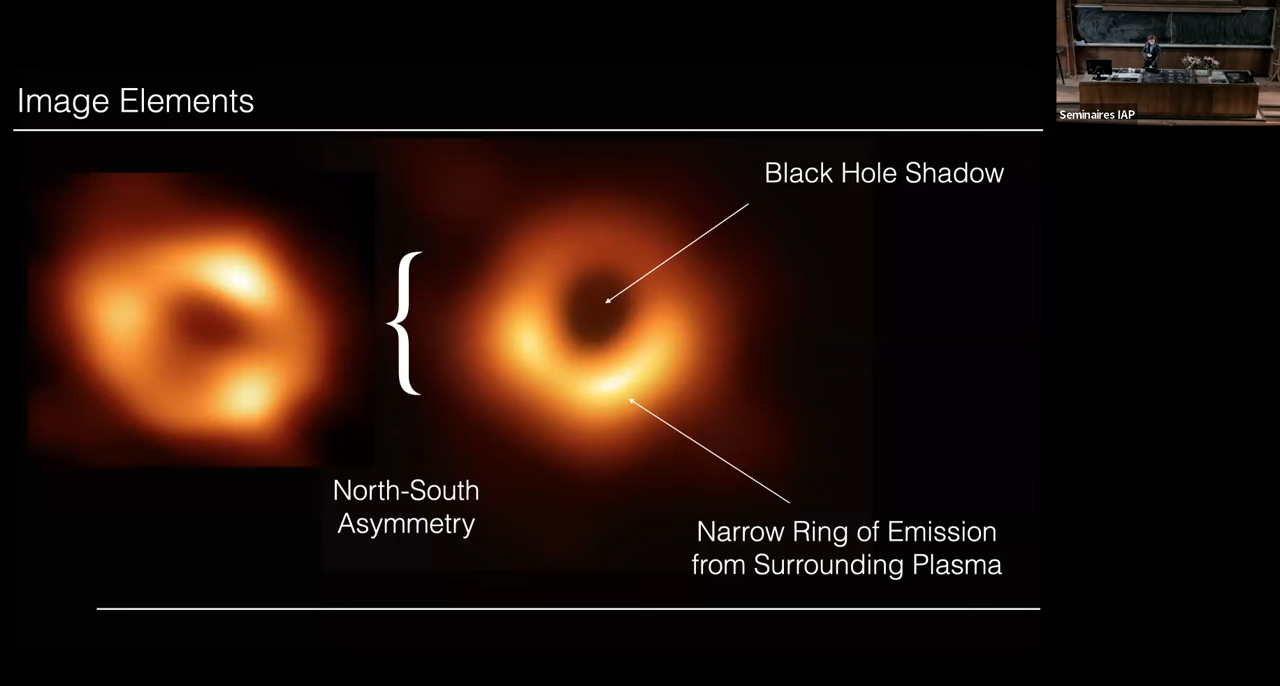 Image Elements
Seminaires IAP
Black Hole Shadow
North-South
Asymmetry
Narrow Ring of Emission
from Surrounding Plasma